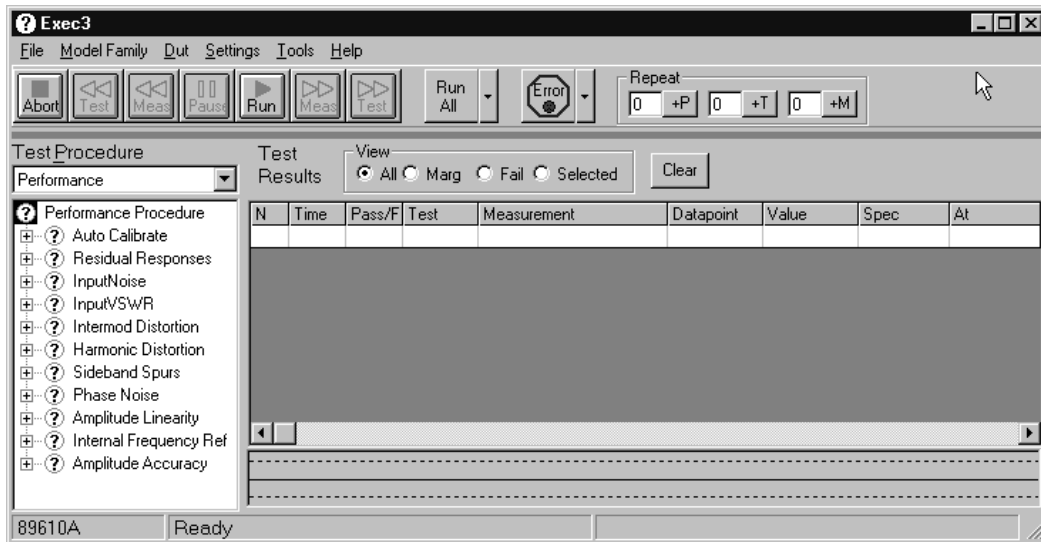 Exec3
File Model Family Dut Settings Tools Help
Abort Test Meas Pause Run Meas Test Run All Error Repeat 0 +P 0 +T 0 +M
Test Procedure
Performance
Test Results
View
All Marg Fail Selected
Clear
N Time Pass/F Test Measurement Datapoint Value Spec At
? Performance Procedure
? Auto Calibrate
? Residual Responses
? InputNoise
? InputVSWR
? Intermod Distortion
? Harmonic Distortion
? Sideband Spurs
? Phase Noise
? Amplitude Linearity
? Internal Frequency Ref
? Amplitude Accuracy
89610A Ready